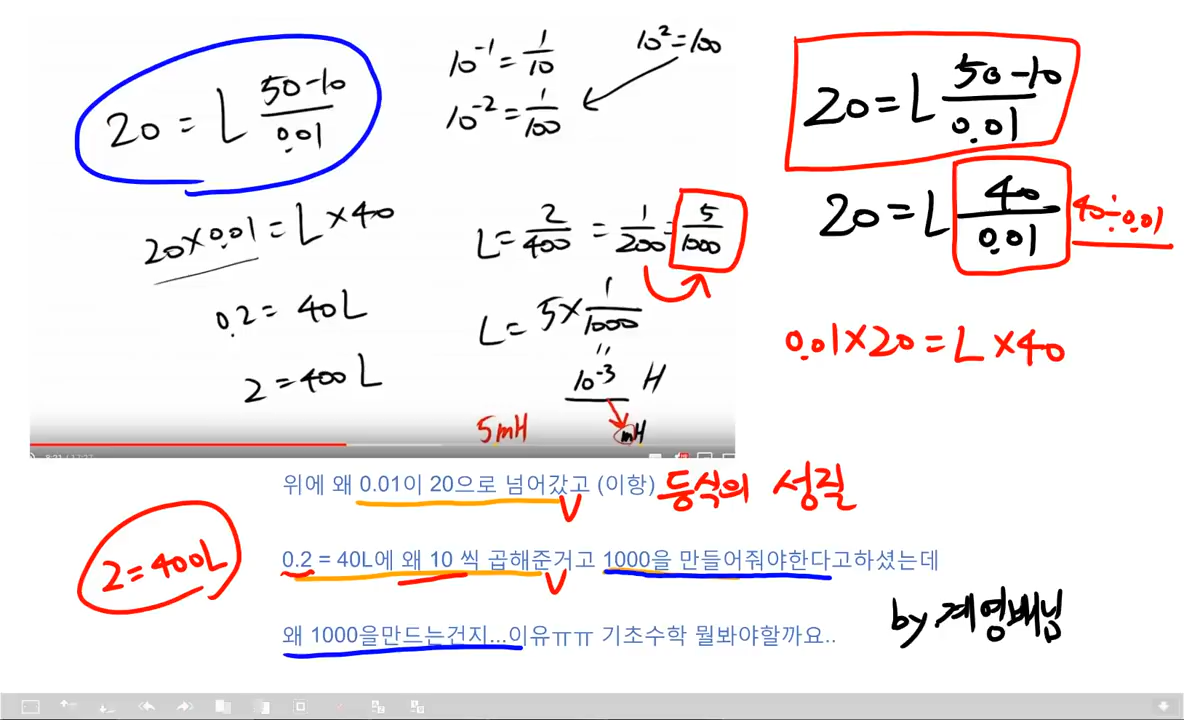 20 = L (50-10)/0.01
10^-1 = 1/10
10^2 = 100
10^-2 = 1/100
20×0.01 = L×40
0.2 = 40L
2 = 400L
L = 2/400 = 1/200 = 5/1000
L = 5× 1/1000
"
10^-3 H
5mH
mH
20 = L (50-10)/0.01
20 = L 40/0.01
40÷0.01
0.01×20 = L×40
위에 왜 0.01이 20으로 넘어갔고 (이항) 등식의 성질
2=400L
0.2 = 40L에 왜 10 씩 곱해준거고 1000을 만들어줘야한다고하셨는데
by.계영배님
왜 1000을만드는건지...이유ㅠㅠ 기초수학 뭘봐야할까요..